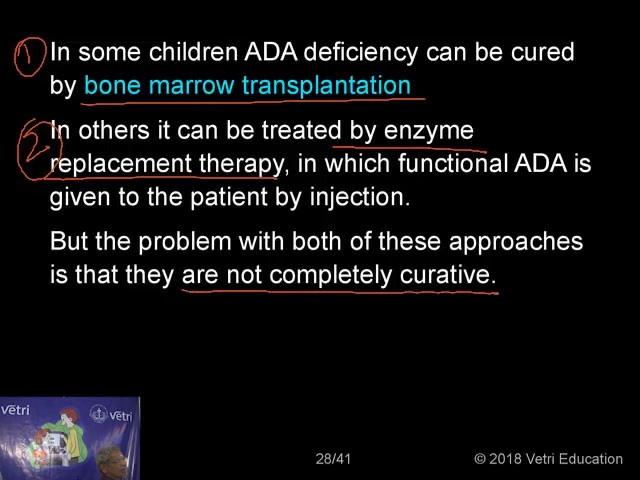 1 In some children ADA deficiency can be cured
by bone marrow transplantation
2 In others it can be treated by enzyme
replacement therapy, in which functional ADA is
given to the patient by injection.
But the problem with both of these approaches
is that they are not completely curative.
Vetri
Vetri
28/41
© 2018 Vetri Education